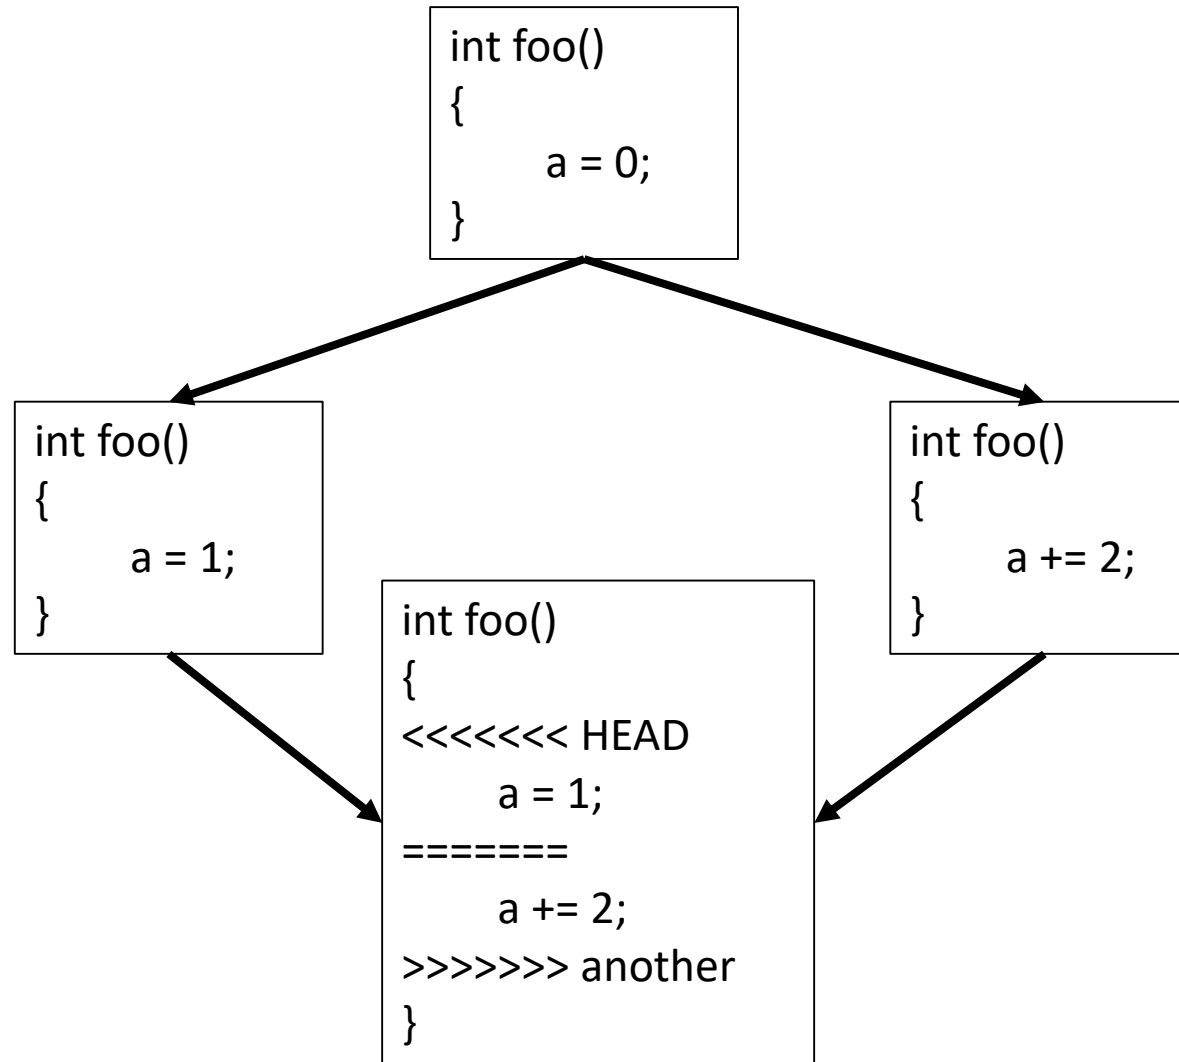 int foo()
{
a = 0;
}
int foo()
{
a = 1;
}
int foo()
{
a += 2;
}
int foo()
{
<<<<<<< HEAD
a = 1;
=======
a += 2;
>>>>>>> another
}